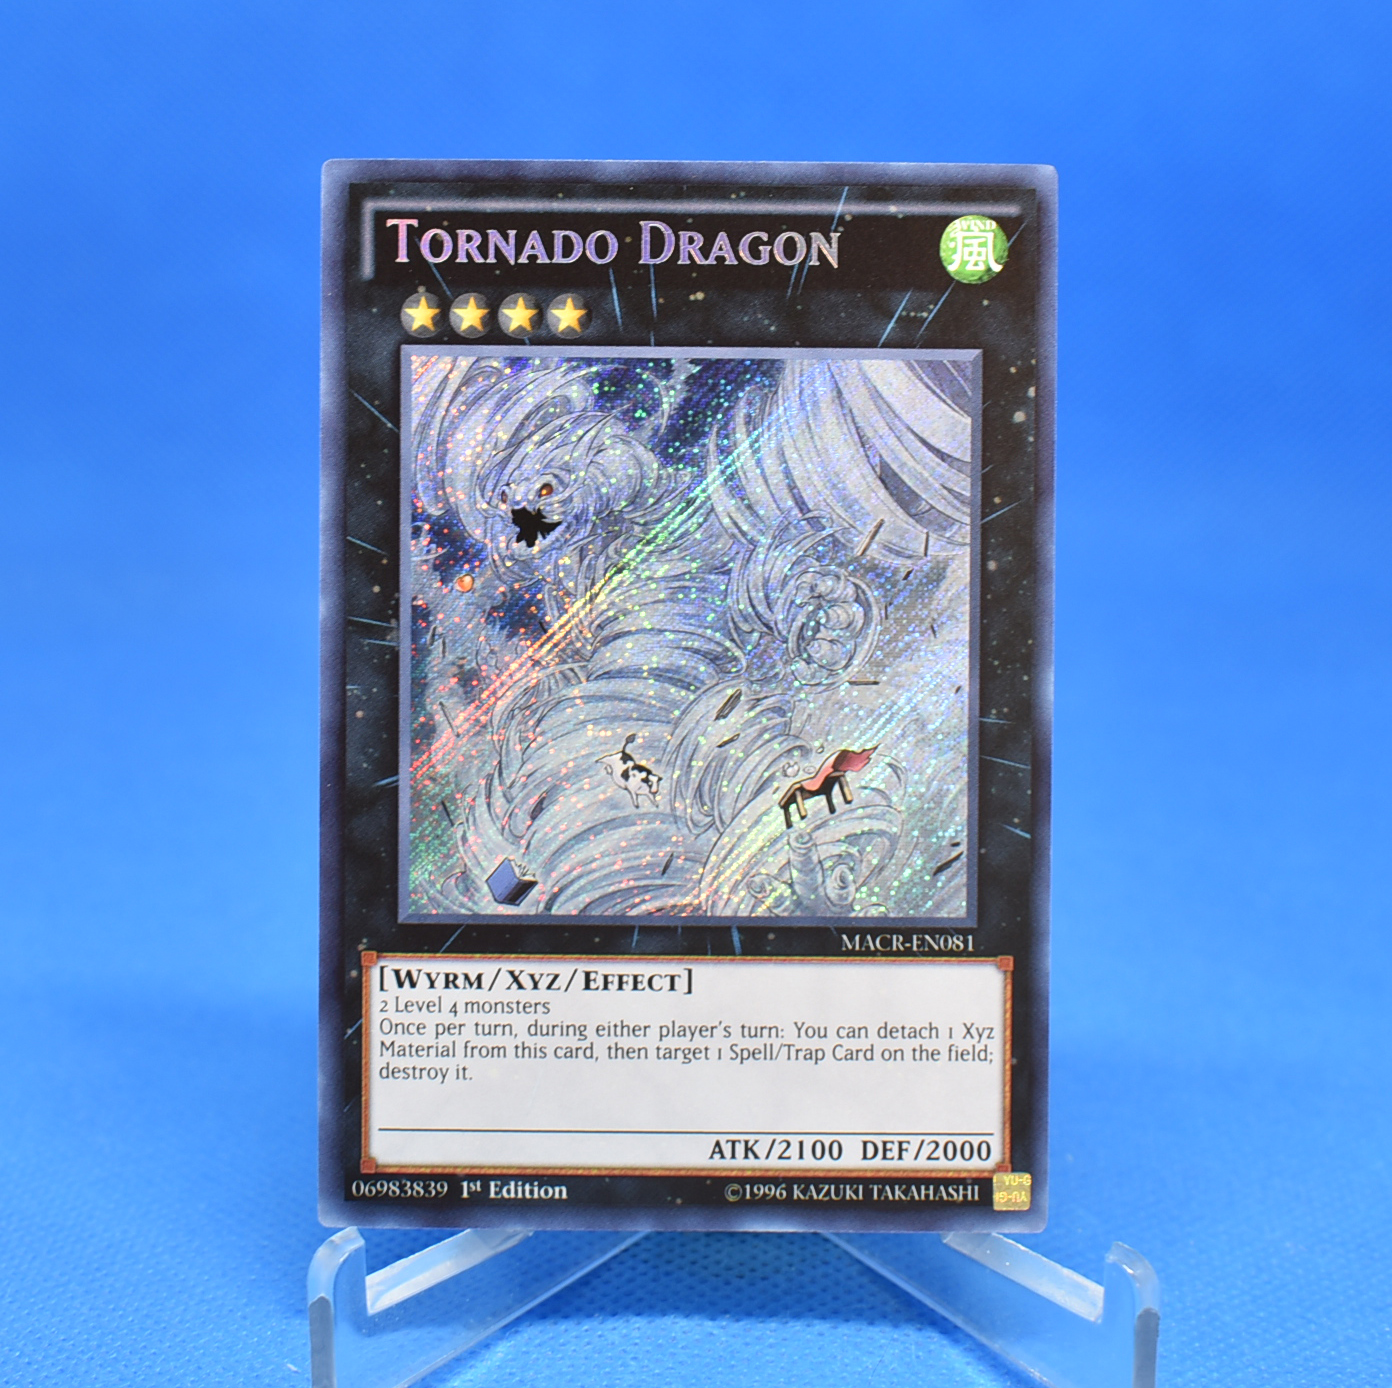 TORNADO DRAGON
WIND
風
MACR-EN081
[WYRM/XYZ/EFFECT]
2 Level 4 monsters
Once per turn, during either player's turn: You can detach 1 Xyz
Material from this card, then target 1 Spell/Trap Card on the field;
destroy it.
ATK/2100 DEF/2000
06983839 1st Edition
©1996 KAZUKI TAKAHASHI